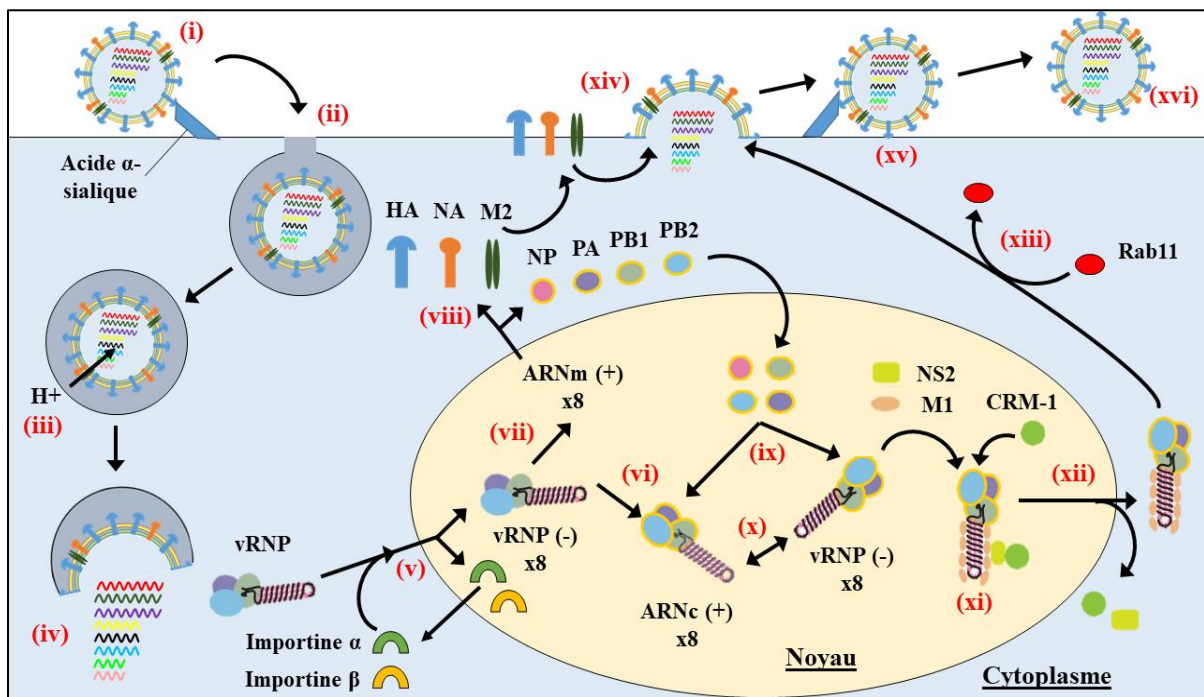 (i)
(ii)
Acide α-
sialique
H+
(iii)
(iv)
vRNP
Importine α
Importine β
(v)
HA
NA
M2
(viii)
NP
PA
PB1
PB2
ARNm (+)
x8
(vii)
vRNP (-)
x8
(vi)
ARNc (+)
x8
(ix)
(x)
vRNP (-)
x8
NS2
M1
CRM-1
(xi)
(xii)
Noyau
Cytoplasme
(xiii)
Rab11
(xiv)
(xv)
(xvi)